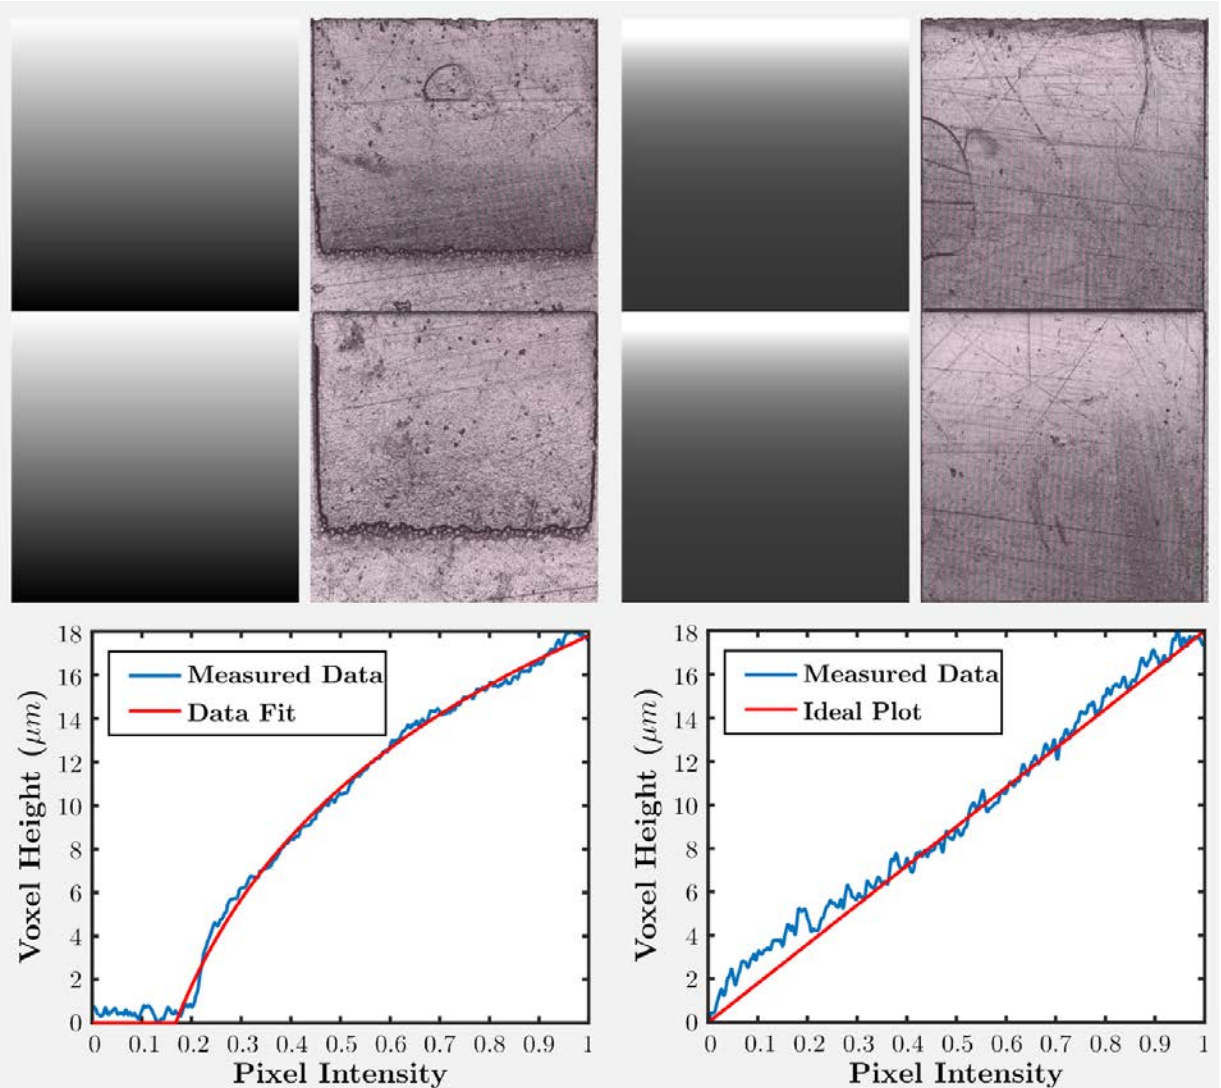 18
16
14
12
10
8
6
4
2
0
Voxel Height (μm)
Measured Data
Data Fit
0 0.1 0.2 0.3 0.4 0.5 0.6 0.7 0.8 0.9 1
Pixel Intensity
18
16
14
12
10
8
6
4
2
0
Voxel Height (μm)
Measured Data
Ideal Plot
0 0.1 0.2 0.3 0.4 0.5 0.6 0.7 0.8 0.9 1
Pixel Intensity